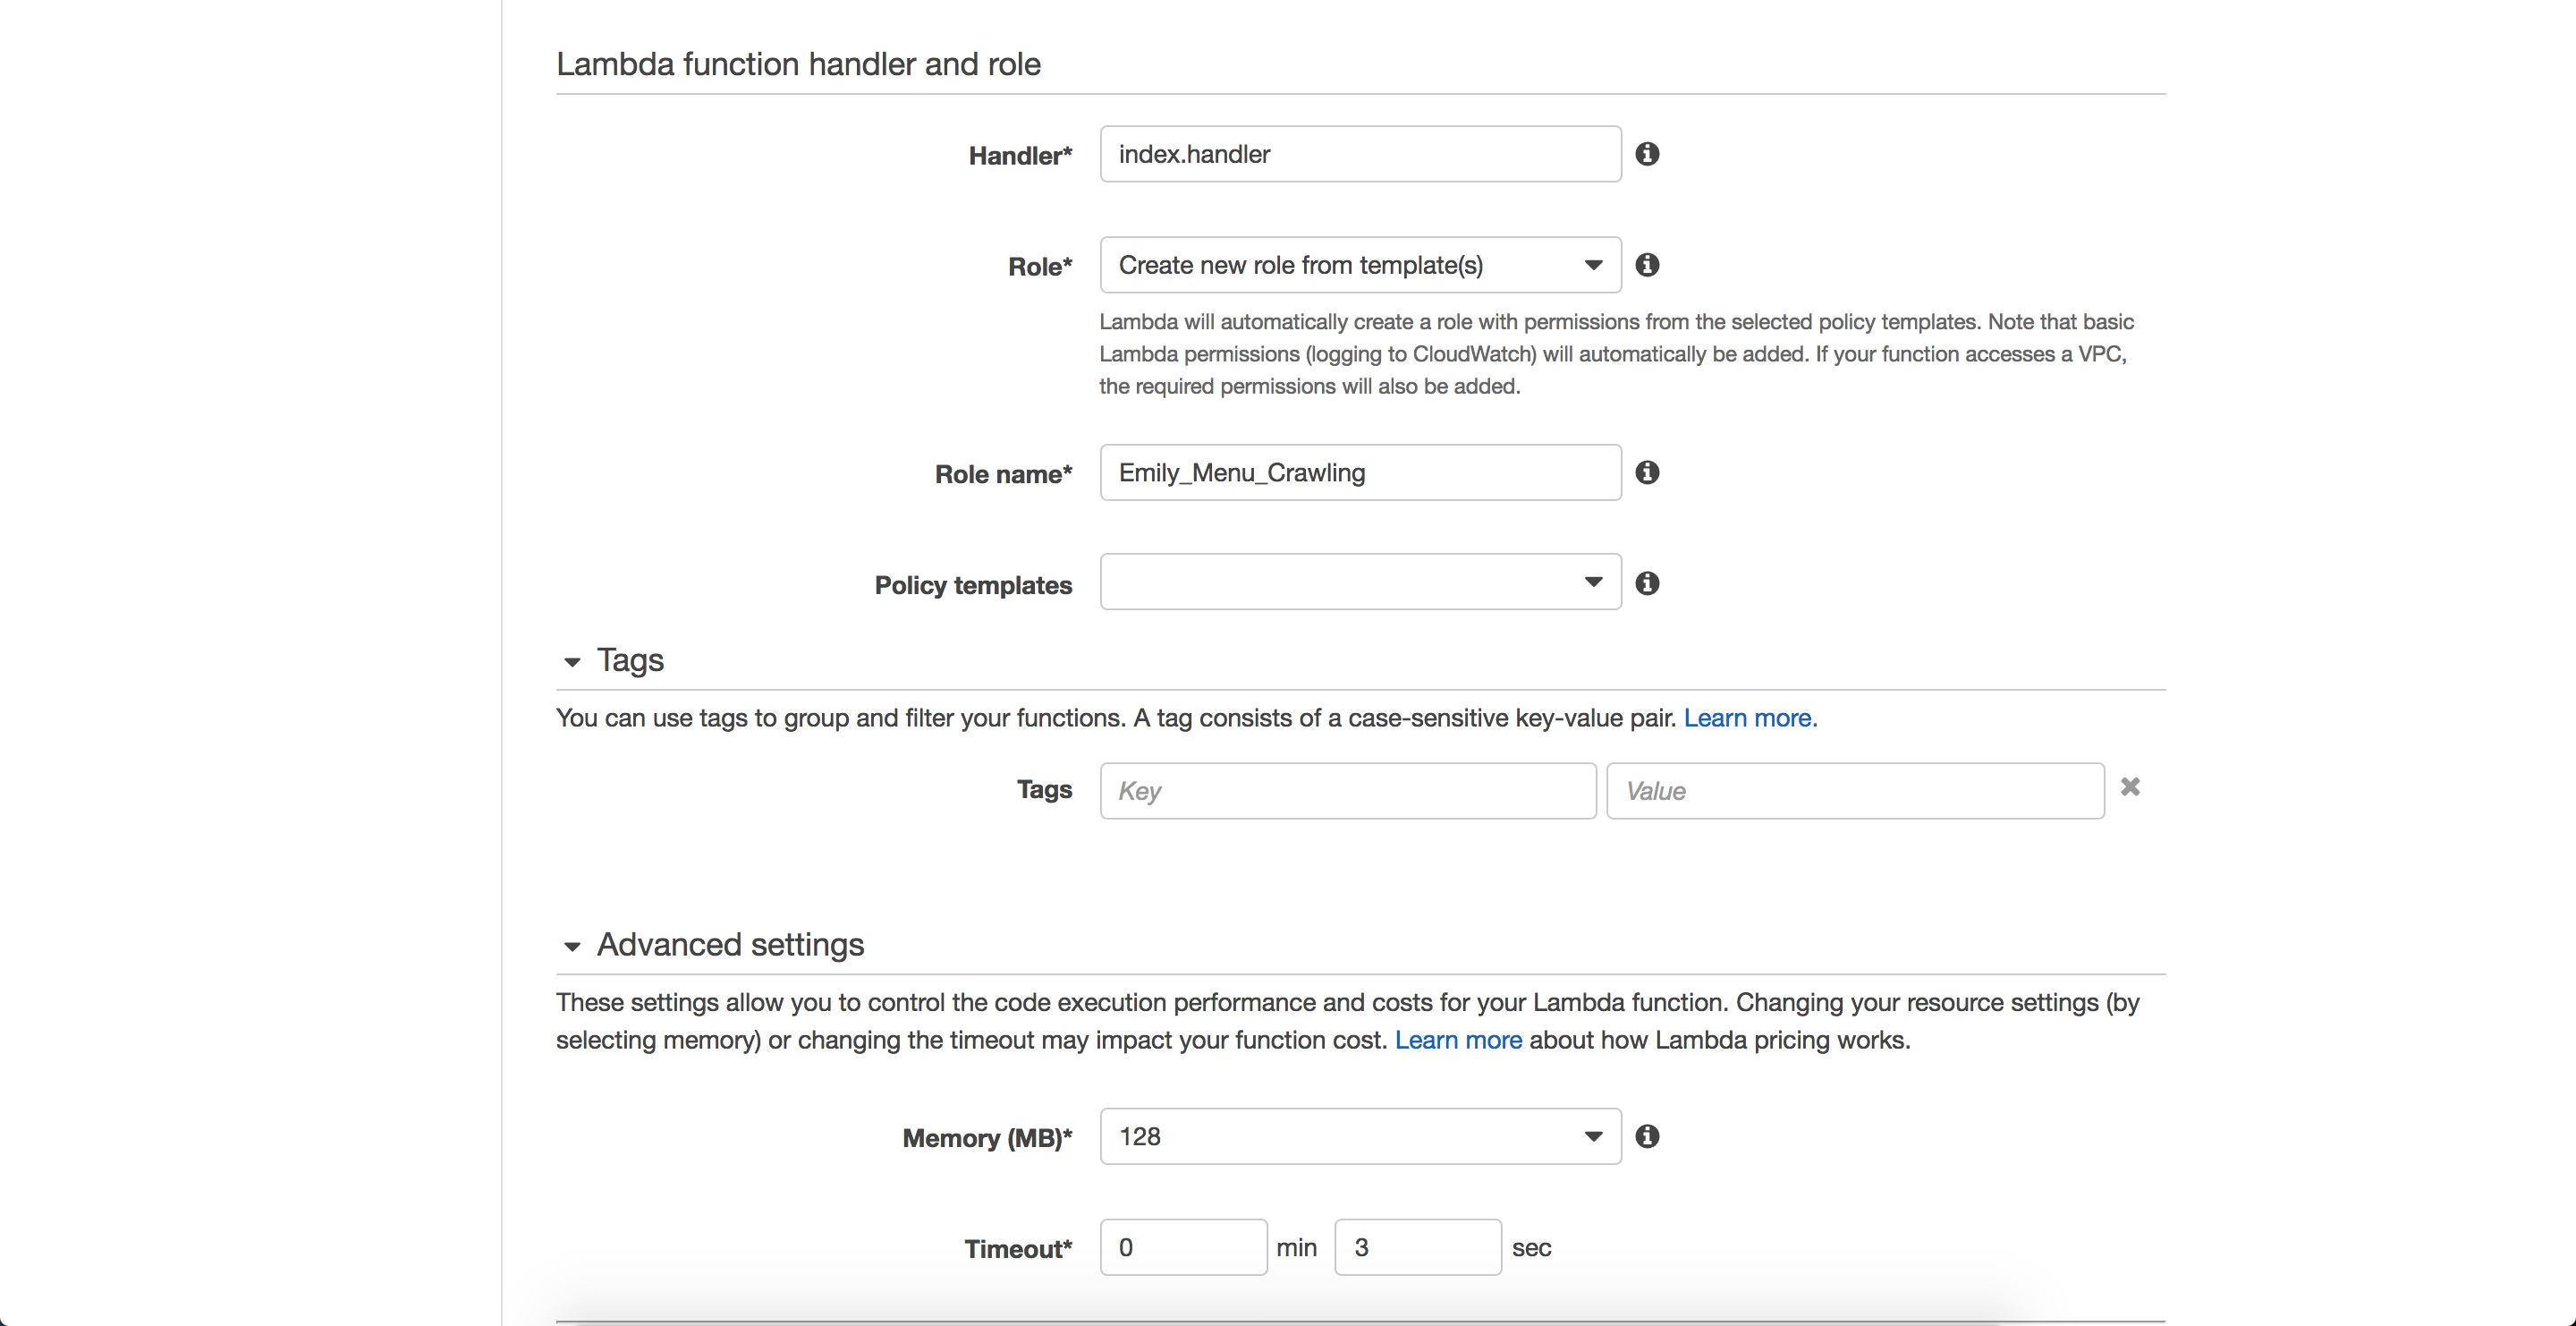 Lambda function handler and role
Handler* index.handler
Role* Create new role from template(s)
Lambda will automatically create a role with permissions from the selected policy templates. Note that basic
Lambda permissions (logging to CloudWatch) will automatically be added. If your function accesses a VPC,
the required permissions will also be added.
Role name* Emily_Menu_Crawling
Policy templates
Tags
You can use tags to group and filter your functions. A tag consists of a case-sensitive key-value pair. Learn more.
Tags Key Value
Advanced settings
These settings allow you to control the code execution performance and costs for your Lambda function. Changing your resource settings (by
selecting memory) or changing the timeout may impact your function cost. Learn more about how Lambda pricing works.
Memory (MB)* 128
Timeout* 0 min 3 sec